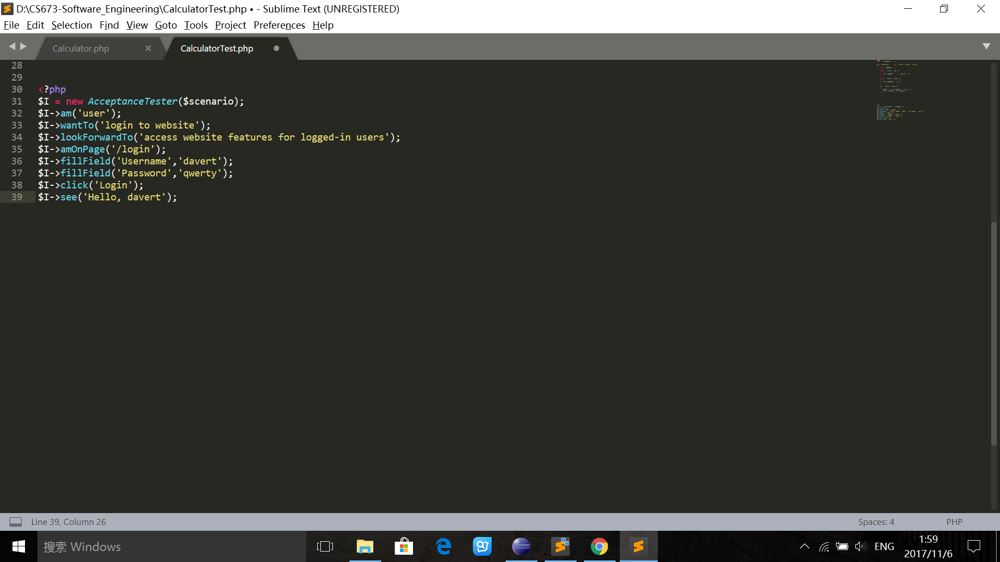 D:\CS673-Software_Engineering\CalculatorTest.php • - Sublime Text (UNREGISTERED)
File Edit Selection Find View Goto Tools Project Preferences Help
Calculator.php CalculatorTest.php
28
29
30 <?php
31 $I = new AcceptanceTester($scenario);
32 $I->am('user');
33 $I->wantTo('login to website');
34 $I->lookForwardTo('access website features for logged-in users');
35 $I->amOnPage('/login');
36 $I->fillField('Username','davert');
37 $I->fillField('Password','qwerty');
38 $I->click('Login');
39 $I->see('Hello, davert');
Line 39, Column 26 Spaces: 4 PHP
搜索 Windows ENG 1:59
2017/11/6